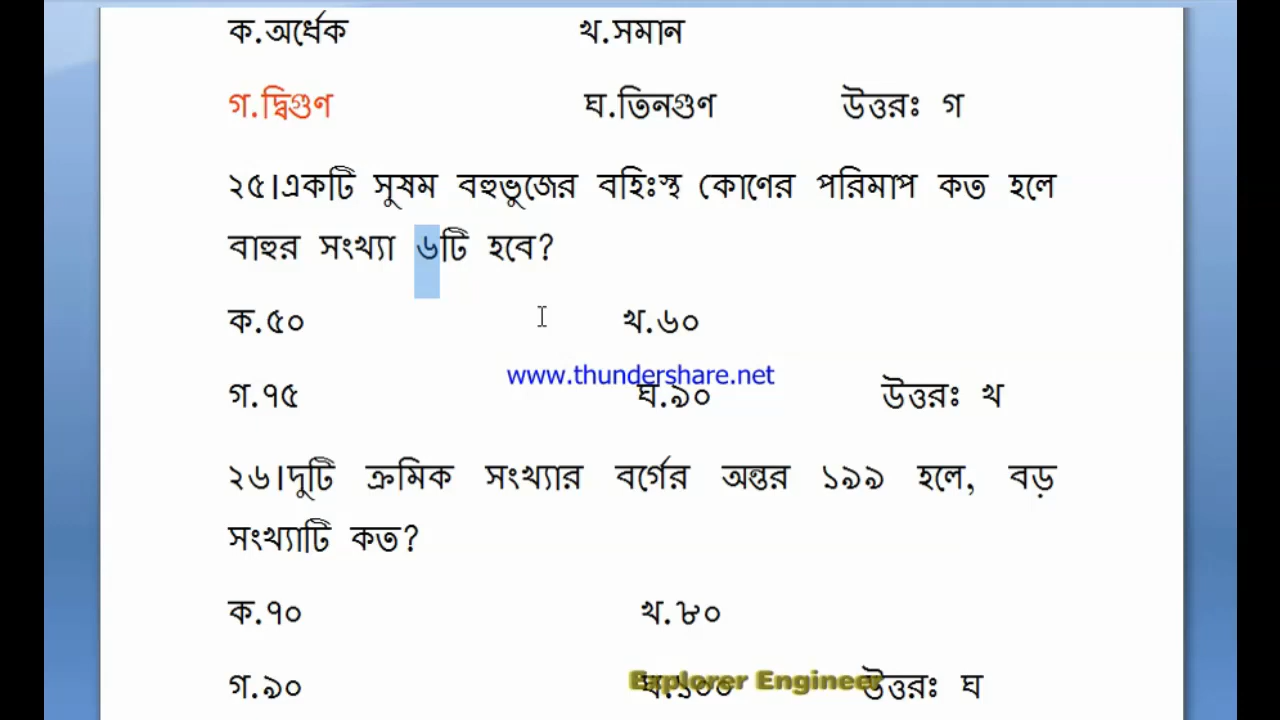 ক.অর্ধেক খ.সমান
গ.দ্বিগুণ ঘ.তিনগুণ উত্তরঃ গ
২৫।একটি সুষম বহুভুজের বহিঃস্থ কোণের পরিমাপ কত হলে
বাহুর সংখ্যা ৬টি হবে?
ক.৫০ খ.৬০
www.thundershare.net
গ.৭৫ ঘ.৯০ উত্তরঃ খ
২৬।দুটি ক্রমিক সংখ্যার বর্গের অন্তর ১৯৯ হলে, বড়
সংখ্যাটি কত?
ক.৭০ খ.৮০
গ.৯০ ঘ.১০০ উত্তরঃ ঘ
Explorer Engineer